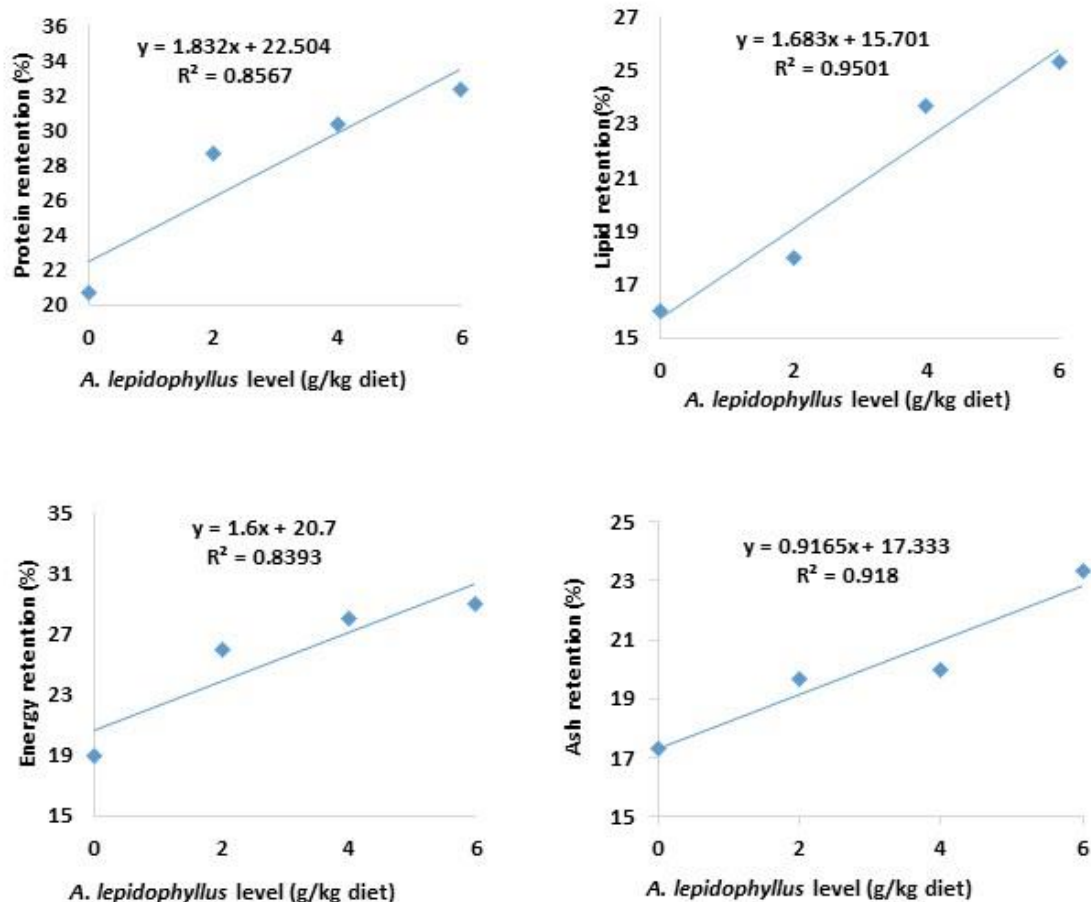 Protein rentention (%)
36
34
32
30
28
26
24
22
20
y = 1.832x + 22.504
R² = 0.8567
0 2 4 6
A. lepidophyllus level (g/kg diet)
Lipid retention(%)
27
25
23
21
19
17
15
y = 1.683x + 15.701
R² = 0.9501
0 2 4 6
A. lepidophyllus level (g/kg diet)
Energy retention (%)
35
31
27
23
19
15
y = 1.6x + 20.7
R² = 0.8393
0 2 4 6
A. lepidophyllus level (g/kg diet)
Ash retention (%)
25
23
21
19
17
15
y = 0.9165x + 17.333
R² = 0.918
0 2 4 6
A. lepidophyllus level (g/kg diet)